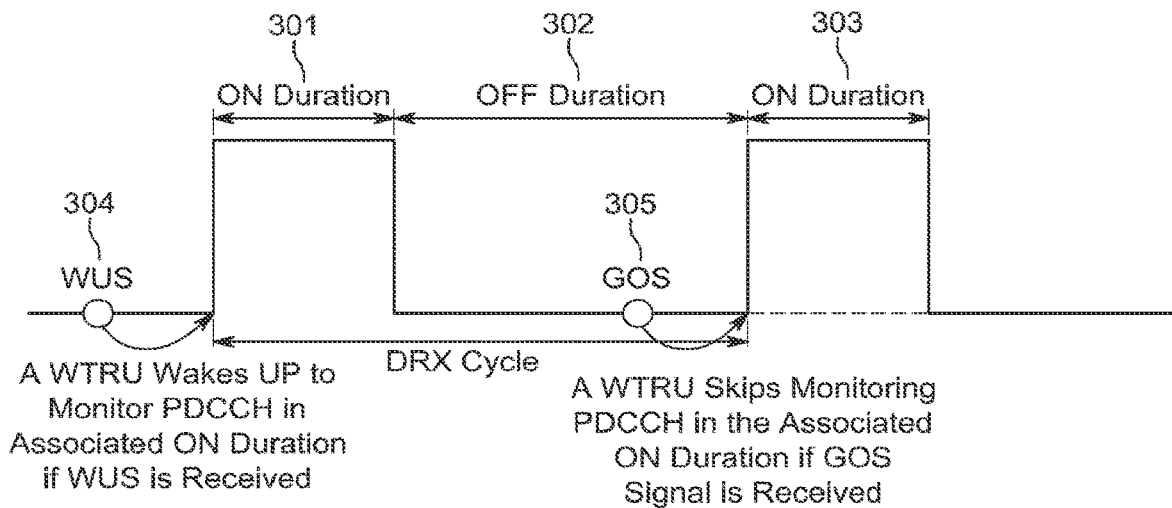 301
302
303
ON Duration
OFF Duration
ON Duration
304
305
WUS
GOS
DRX Cycle
A WTRU Wakes UP to
Monitor PDCCH in
Associated ON Duration
if WUS is Received
A WTRU Skips Monitoring
PDCCH in the Associated
ON Duration if GOS
Signal is Received